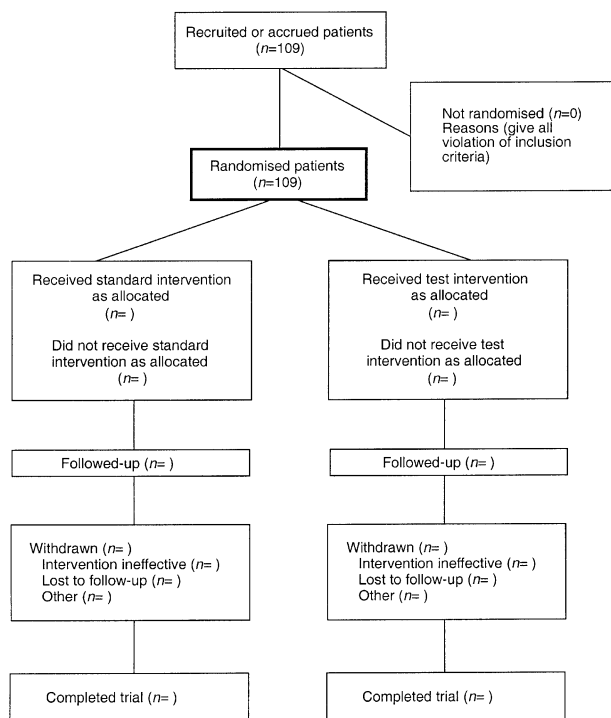 Recruited or accrued patients
(n=109)
Not randomised (n=0)
Reasons (give all
violation of inclusion
criteria)
Randomised patients
(n=109)
Received standard intervention
as allocated
(n= )
Did not receive standard
intervention as allocated
(n= )
Received test intervention
as allocated
(n= )
Did not receive test
intervention as allocated
(n= )
Followed-up (n= )
Followed-up (n= )
Withdrawn (n= )
Intervention ineffective (n= )
Lost to follow-up (n= )
Other (n= )
Withdrawn (n= )
Intervention ineffective (n= )
Lost to follow-up (n= )
Other (n= )
Completed trial (n= )
Completed trial (n= )